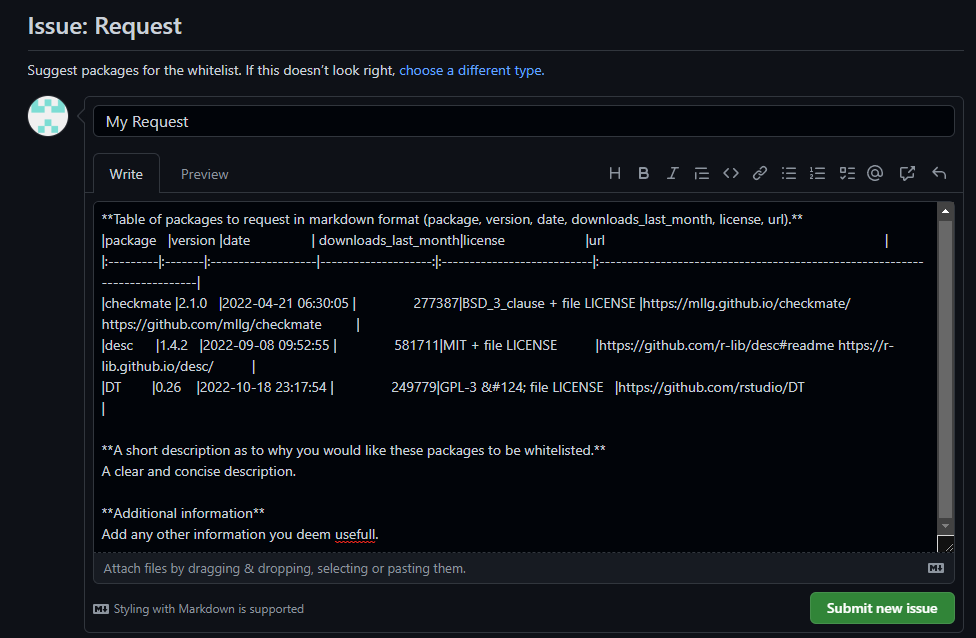 Issue: Request
Suggest packages for the whitelist. If this doesn't look right, choose a different type.
My Request
Write Preview
**Table of packages to request in markdown format (package, version, date, downloads_last_month, license, url).**
|package |version |date | downloads_last_month|license |url |
|:---------|:-------|:-------------------|--------------------:|:---------------------------|:----------------------------------------------------------
-----------------|
|checkmate |2.1.0 |2022-04-21 06:30:05 | 277387|BSD_3_clause + file LICENSE |https://mllg.github.io/checkmate/
https://github.com/mllg/checkmate |
|desc |1.4.2 |2022-09-08 09:52:55 | 581711|MIT + file LICENSE |https://github.com/r-lib/desc#readme https://r-
lib.github.io/desc/ |
|DT |0.26 |2022-10-18 23:17:54 | 249779|GPL-3 &#124; file LICENSE |https://github.com/rstudio/DT
|
**A short description as to why you would like these packages to be whitelisted.**
A clear and concise description.
**Additional information**
Add any other information you deem usefull.
Attach files by dragging & dropping, selecting or pasting them.
Styling with Markdown is supported
Submit new issue